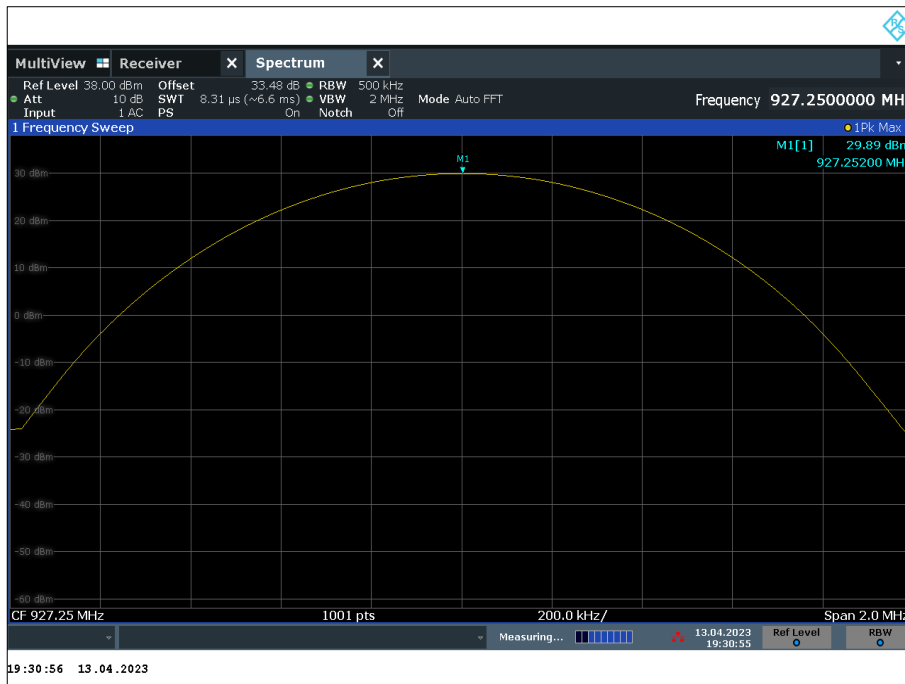 R S
MultiView Receiver X Spectrum X
Ref Level 38.00 dBm Offset 33.48 dB RBW 500 kHz
Att 10 dB SWT 8.31 µs (~6.6 ms) VBW 2 MHz Mode Auto FFT Frequency 927.2500000 MH
Input 1 AC PS On Notch Off
1 Frequency Sweep 1Pk Max
M1[1] 29.89 dBm
927.25200 MH
M1
30 dBm
20 dBm
10 dBm
0 dBm
-10 dBm
-20 dBm
-30 dBm
-40 dBm
-50 dBm
-60 dBm
CF 927.25 MHz 1001 pts 200.0 kHz/ Span 2.0 MHz
Measuring... 13.04.2023 Ref Level RBW
19:30:55
19:30:56 13.04.2023